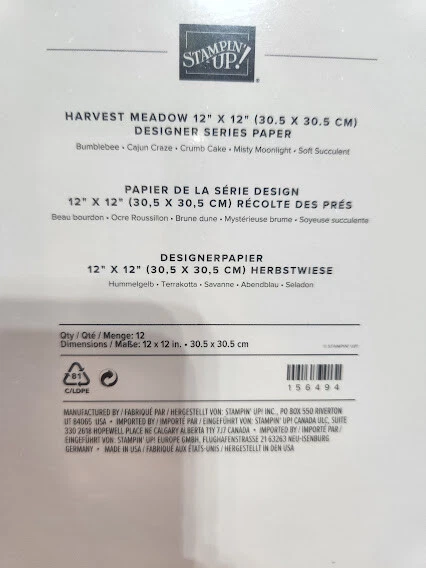 STAMPIN' UP!
HARVEST MEADOW 12" X 12" (30.5 X 30.5 CM)
DESIGNER SERIES PAPER
Bumblebee • Cajun Craze • Crumb Cake • Misty Moonlight • Soft Succulent
PAPIER DE LA SÉRIE DESIGN
12" X 12" (30,5 X 30,5 CM) RÉCOLTE DES PRÉS
Beau bourdon • Ocre Roussillon • Brune dune • Mystérieuse brume • Soyeuse succulente
DESIGNERPAPIER
12" X 12" (30,5 X 30,5 CM) HERBSTWIESE
Hummelgelb • Terrakotta • Savanne • Abendblau • Seladon
Qty / Qté / Menge: 12
Dimensions / Maße: 12 x 12 in. • 30.5 x 30.5 cm
© STAMPIN' UP!
81
C/LDPE
156494
MANUFACTURED BY / FABRIQUÉ PAR / HERGESTELLT VON: STAMPIN' UP! INC., PO BOX 550 RIVERTON
UT 84065 USA • IMPORTED BY / IMPORTÉ PAR / EINGEFÜHRT VON: STAMPIN' UP! CANADA ULC, SUITE
330 2618 HOPEWELL PLACE NE CALGARY ALBERTA T1Y 7J7 CANADA • IMPORTED BY / IMPORTÉ PAR /
EINGEFÜHRT VON: STAMPIN' UP! EUROPE GMBH, FLUGHAFENSTRASSE 21 63263 NEU-ISENBURG
GERMANY • MADE IN USA / FABRIQUÉ AUX ÉTATS-UNIS / HERGESTELLT IN DEN USA